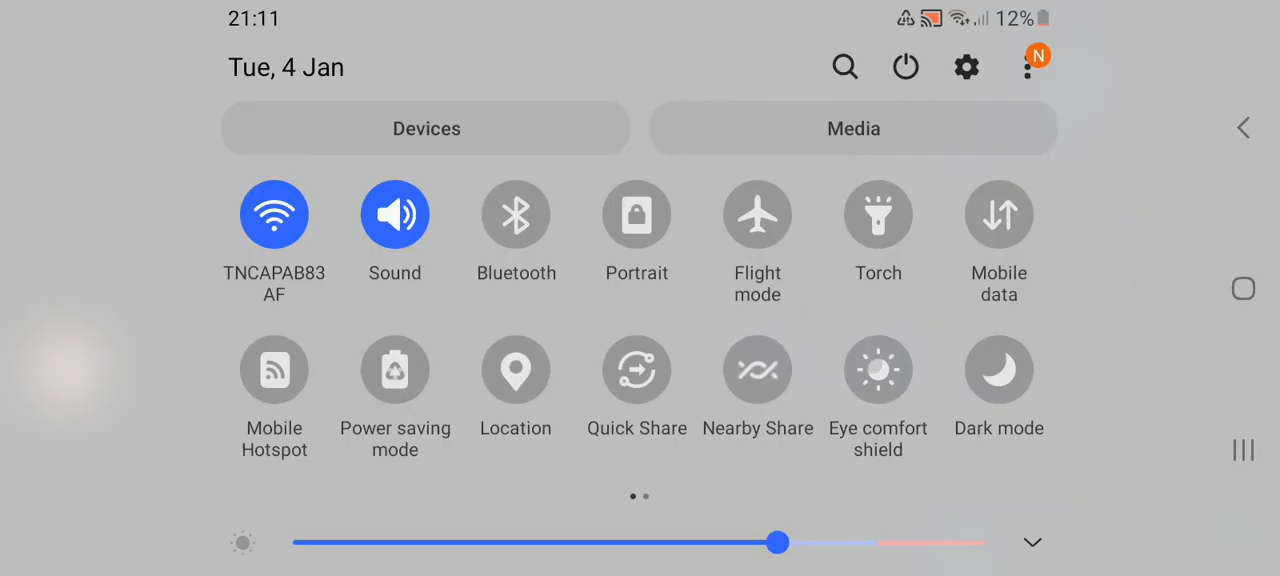 21:11
12%
Tue, 4 Jan
N
Devices
Media
TNCAPAB83
AF
Sound
Bluetooth
Portrait
Flight
mode
Torch
Mobile
data
Mobile
Hotspot
Power saving
mode
Location
Quick Share
Nearby Share
Eye comfort
shield
Dark mode